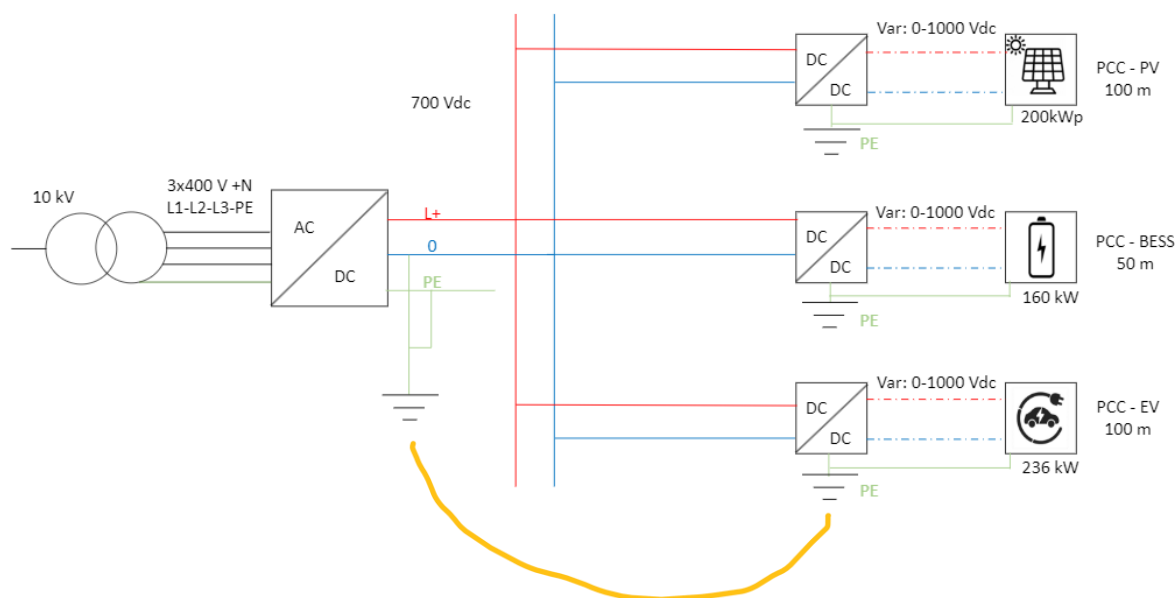 Var: 0-1000 Vdc
DC
DC
PCC - PV
100 m
200kWp
PE
700 Vdc
10 kV
3x400 V +N
L1-L2-L3-PE
AC
DC
L+
0
PE
Var: 0-1000 Vdc
DC
DC
PCC - BESS
50 m
160 kW
PE
Var: 0-1000 Vdc
DC
DC
PCC - EV
100 m
236 kW
PE